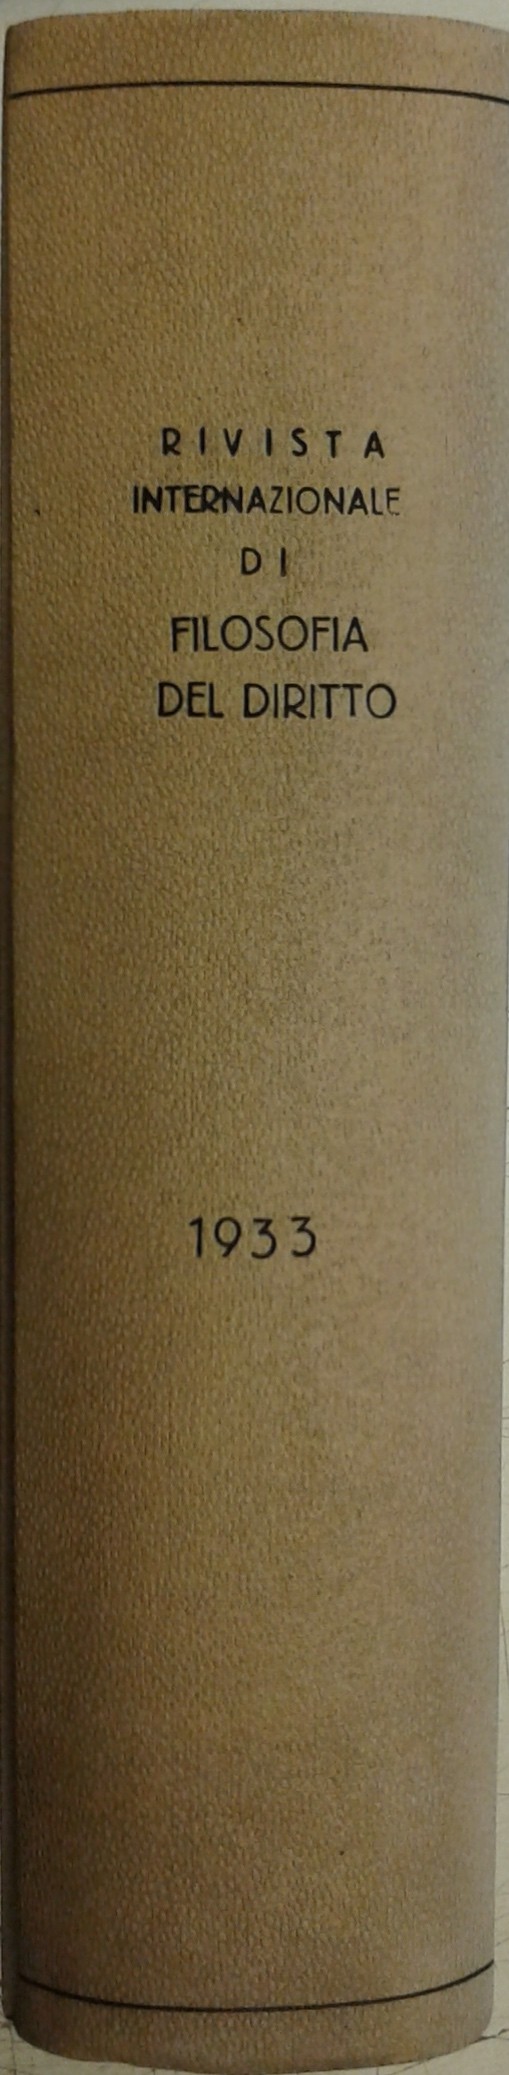 RIVISTA
INTERNAZIONALE
DI
FILOSOFIA
DEL DIRITTO
1933